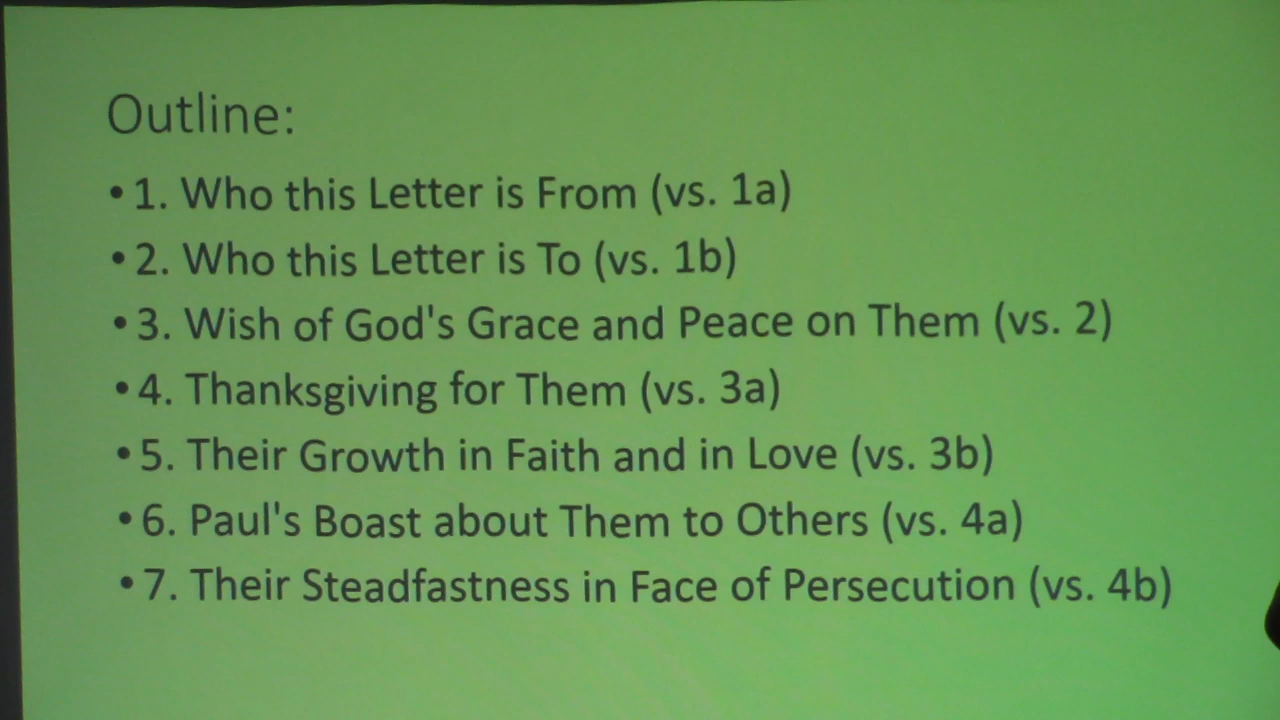 Outline:
• 1. Who this Letter is From (vs. 1a)
• 2. Who this Letter is To (vs. 1b)
• 3. Wish of God's Grace and Peace on Them (vs. 2)
• 4. Thanksgiving for Them (vs. 3a)
• 5. Their Growth in Faith and in Love (vs. 3b)
• 6. Paul's Boast about Them to Others (vs. 4a)
• 7. Their Steadfastness in Face of Persecution (vs. 4b)